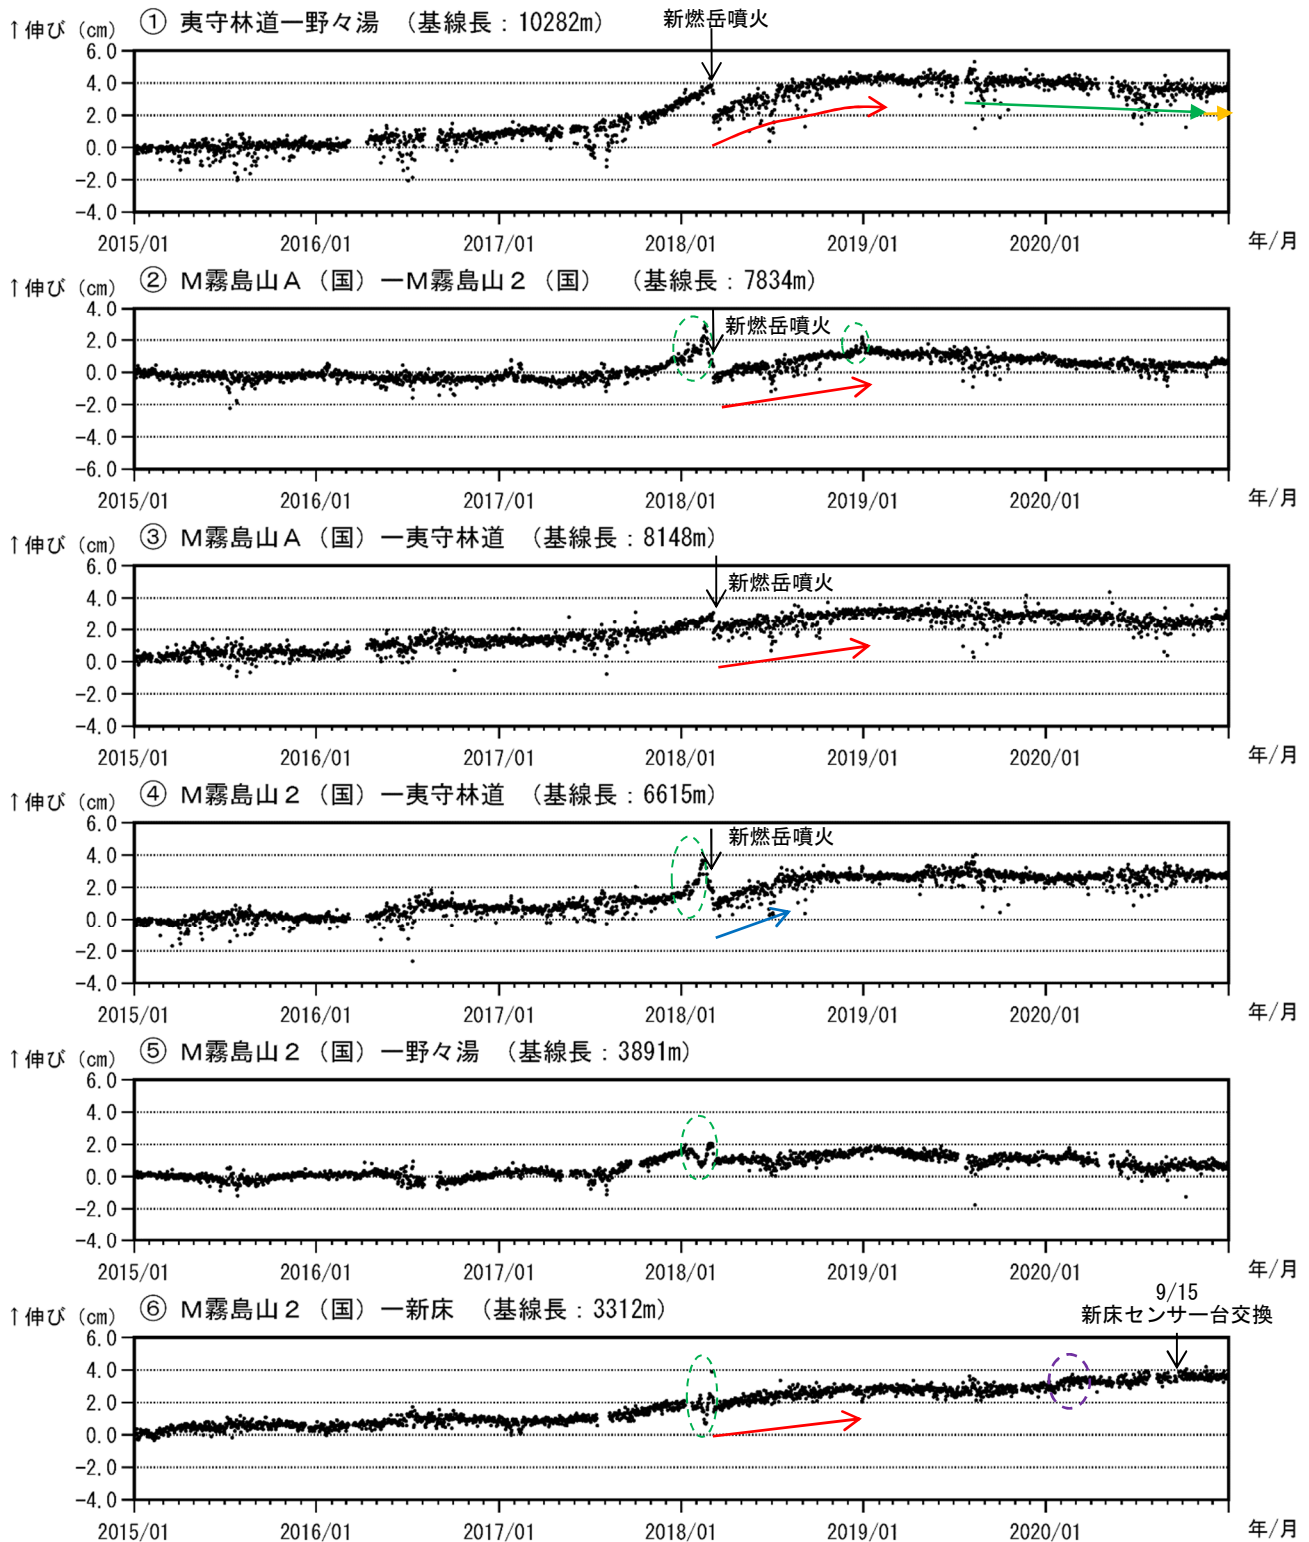 ↑伸び（cm） ① 夷守林道ー野々湯 （基線長：10282m） 新燃岳噴火
6.0
4.0
2.0
0.0
-2.0
-4.0
2015/01 2016/01 2017/01 2018/01 2019/01 2020/01 年/月
↑伸び（cm） ② Ｍ霧島山Ａ（国）ーＭ霧島山２（国） （基線長：7834m）
4.0
新燃岳噴火
2.0
0.0
-2.0
-4.0
-6.0
2015/01 2016/01 2017/01 2018/01 2019/01 2020/01 年/月
↑伸び（cm） ③ Ｍ霧島山Ａ（国）ー夷守林道 （基線長：8148m）
6.0
新燃岳噴火
4.0
2.0
0.0
-2.0
-4.0
2015/01 2016/01 2017/01 2018/01 2019/01 2020/01 年/月
↑伸び（cm） ④ Ｍ霧島山２（国）ー夷守林道 （基線長：6615m）
6.0
新燃岳噴火
4.0
2.0
0.0
-2.0
-4.0
2015/01 2016/01 2017/01 2018/01 2019/01 2020/01 年/月
↑伸び（cm） ⑤ Ｍ霧島山２（国）ー野々湯 （基線長：3891m）
6.0
4.0
2.0
0.0
-2.0
-4.0
2015/01 2016/01 2017/01 2018/01 2019/01 2020/01 年/月
9/15
↑伸び（cm） ⑥ Ｍ霧島山２（国）ー新床 （基線長：3312m） 新床センサー台交換
6.0
4.0
2.0
0.0
-2.0
-4.0
2015/01 2016/01 2017/01 2018/01 2019/01 2020/01 年/月